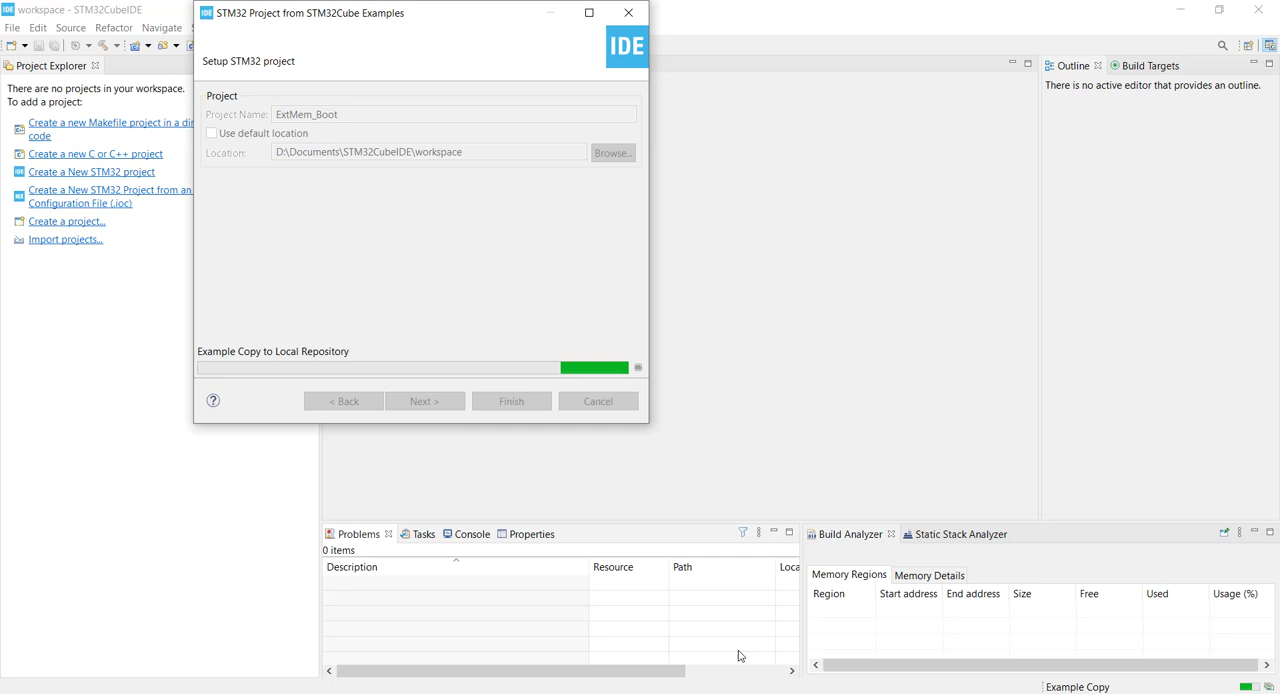 IDE workspace - STM32CubeIDE
File Edit Source Refactor Navigate
Project Explorer
There are no projects in your workspace.
To add a project:
Create a new Makefile project in a dir
code
Create a new C or C++ project
IDE Create a New STM32 project
MX Create a New STM32 Project from an
Configuration File (.ioc)
Create a project...
Import projects...
IDE STM32 Project from STM32Cube Examples
IDE
Setup STM32 project
Project
Project Name: ExtMem_Boot
Use default location
Location: D:\Documents\STM32CubeIDE\workspace Browse...
Example Copy to Local Repository
? < Back Next > Finish Cancel
Outline Build Targets
There is no active editor that provides an outline.
Problems Tasks Console Properties
0 items
Description Resource Path Loca
Build Analyzer Static Stack Analyzer
Memory Regions Memory Details
Region Start address End address Size Free Used Usage (%)
Example Copy